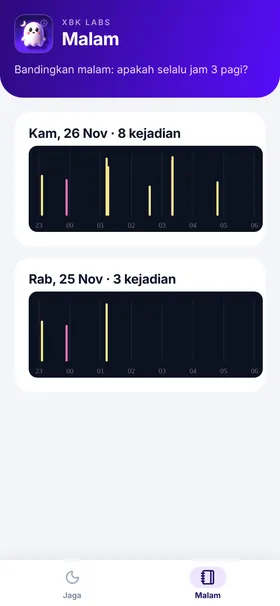 XBK LABS
Malam
Bandingkan malam: apakah selalu jam 3 pagi?
Kam, 26 Nov · 8 kejadian
23 00 01 02 03 04 05 06
Rab, 25 Nov · 3 kejadian
23 00 01 02 03 04 05 06
Jaga
Malam